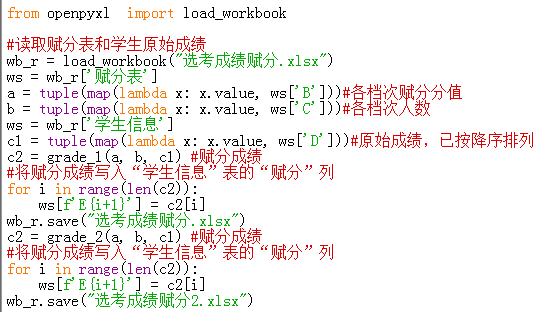 from openpyxl  import load_workbook

#读取赋分表和学生原始成绩
wb_r = load_workbook("选考成绩赋分.xlsx")
ws = wb_r['赋分表']
a = tuple(map(lambda x: x.value, ws['B']))#各档次赋分分值
b = tuple(map(lambda x: x.value, ws['C']))#各档次人数
ws = wb_r['学生信息']
c1 = tuple(map(lambda x: x.value, ws['D']))#原始成绩，已按降序排列
c2 = grade_1(a, b, c1) #赋分成绩
#将赋分成绩写入“学生信息”表的“赋分”列
for i in range(len(c2)):
    ws[f'E{i+1}'] = c2[i]
wb_r.save("选考成绩赋分.xlsx")
c2 = grade_2(a, b, c1) #赋分成绩
#将赋分成绩写入“学生信息”表的“赋分”列
for i in range(len(c2)):
    ws[f'E{i+1}'] = c2[i]
wb_r.save("选考成绩赋分2.xlsx")